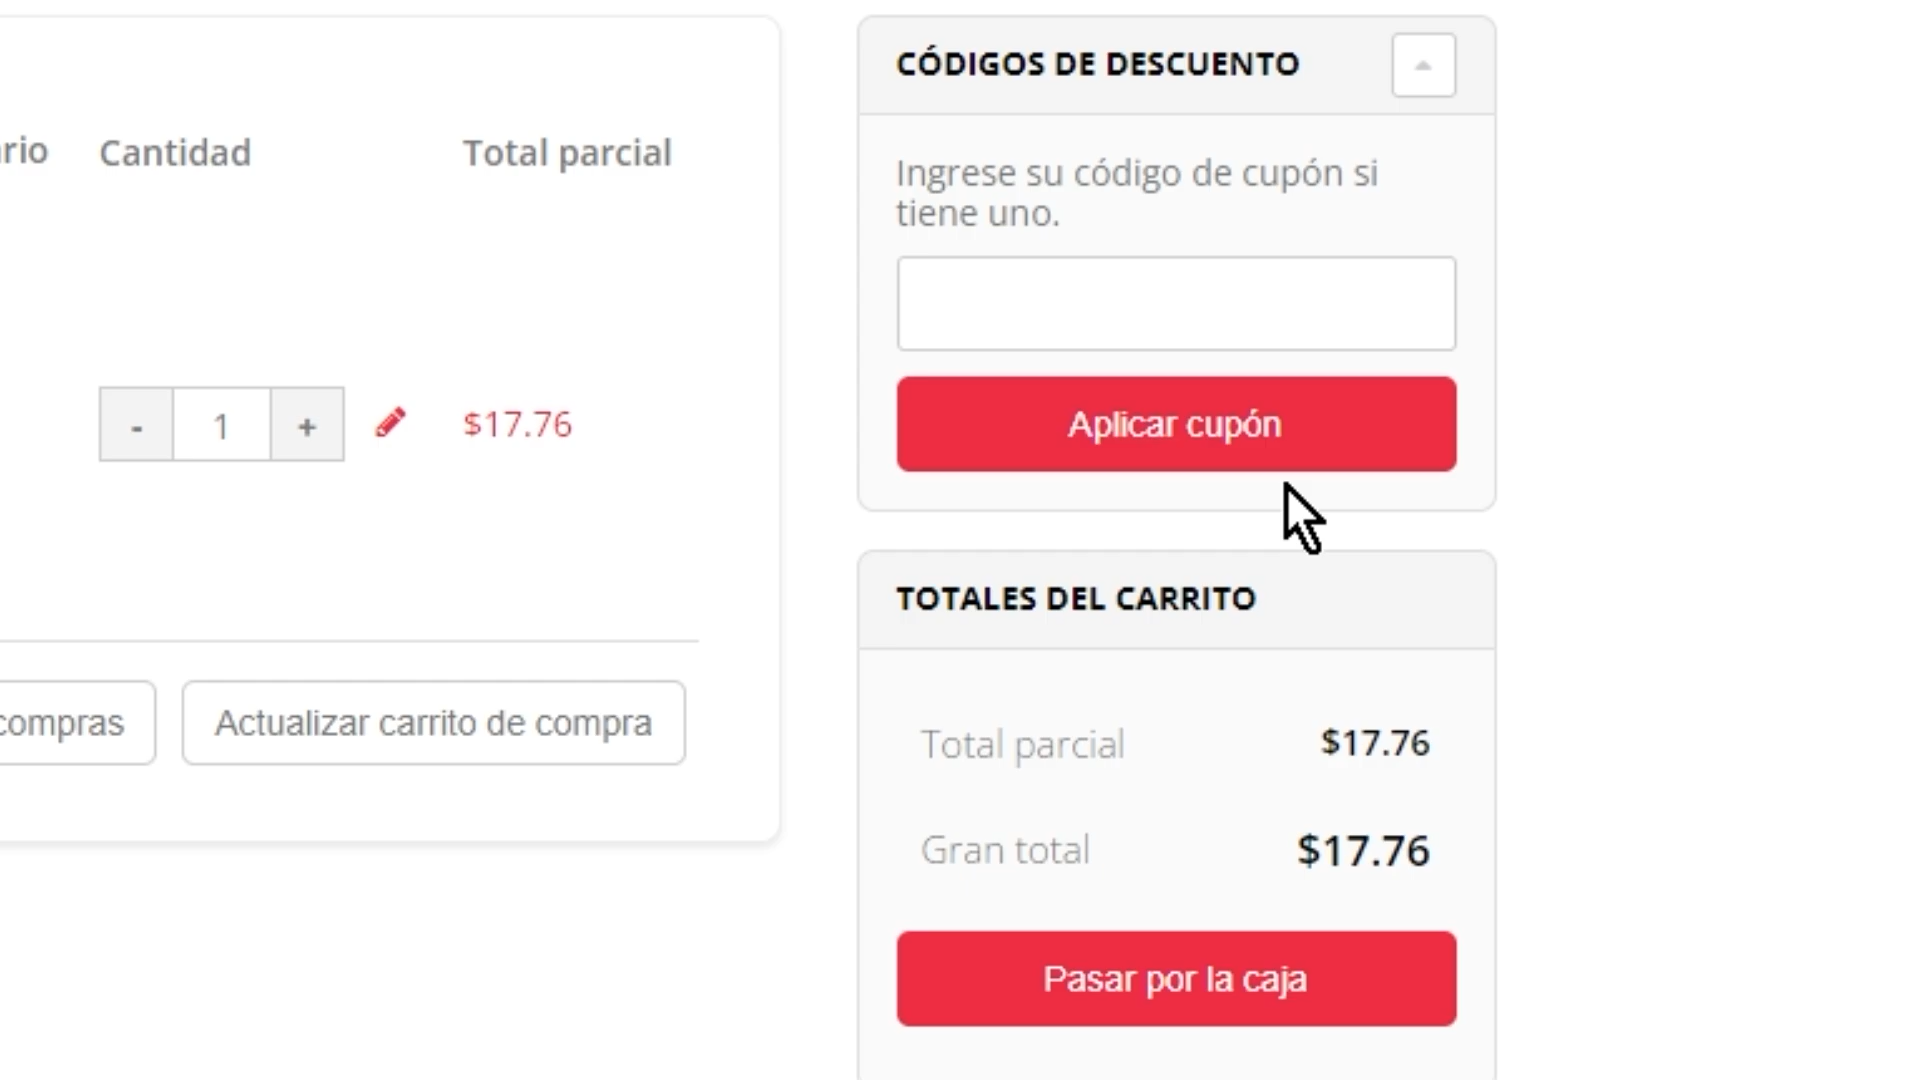 Cantidad
Total parcial
- 1 +
$17.76
compras
Actualizar carrito de compra
CÓDIGOS DE DESCUENTO
Ingrese su código de cupón si
tiene uno.
Aplicar cupón
TOTALES DEL CARRITO
Total parcial $17.76
Gran total $17.76
Pasar por la caja